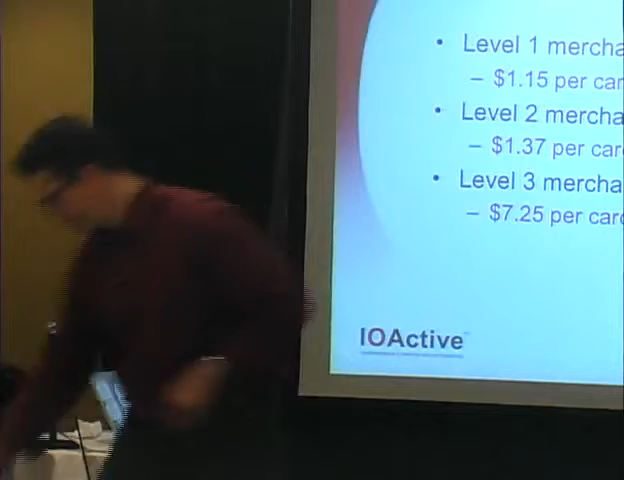 • Level 1 mercha
– $1.15 per car
• Level 2 mercha
– $1.37 per car
• Level 3 mercha
– $7.25 per card
IOActive